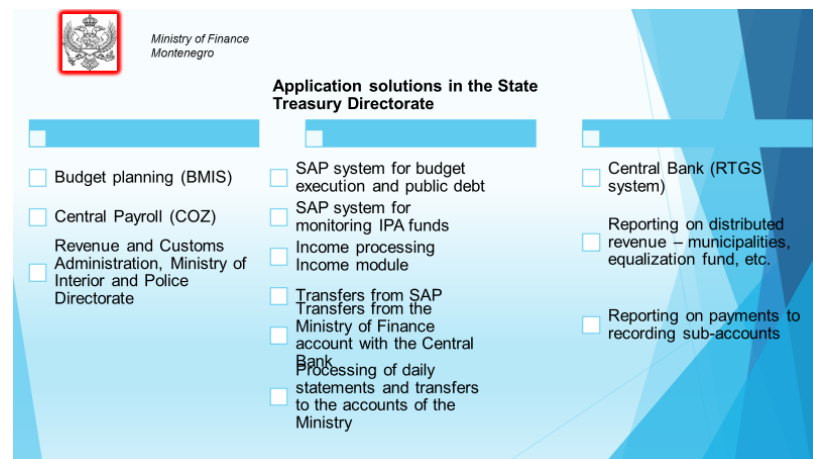 Ministry of Finance
Montenegro
Application solutions in the State
Treasury Directorate
Budget planning (BMIS)
Central Payroll (COZ)
Revenue and Customs
Administration, Ministry of
Interior and Police
Directorate
SAP system for budget
execution and public debt
SAP system for
monitoring IPA funds
Income processing
Income module
Transfers from SAP
Transfers from the
Ministry of Finance
account with the Central
Bank
Processing of daily
statements and transfers
to the accounts of the
Ministry
Central Bank (RTGS
system)
Reporting on distributed
revenue – municipalities,
equalization fund, etc.
Reporting on payments to
recording sub-accounts